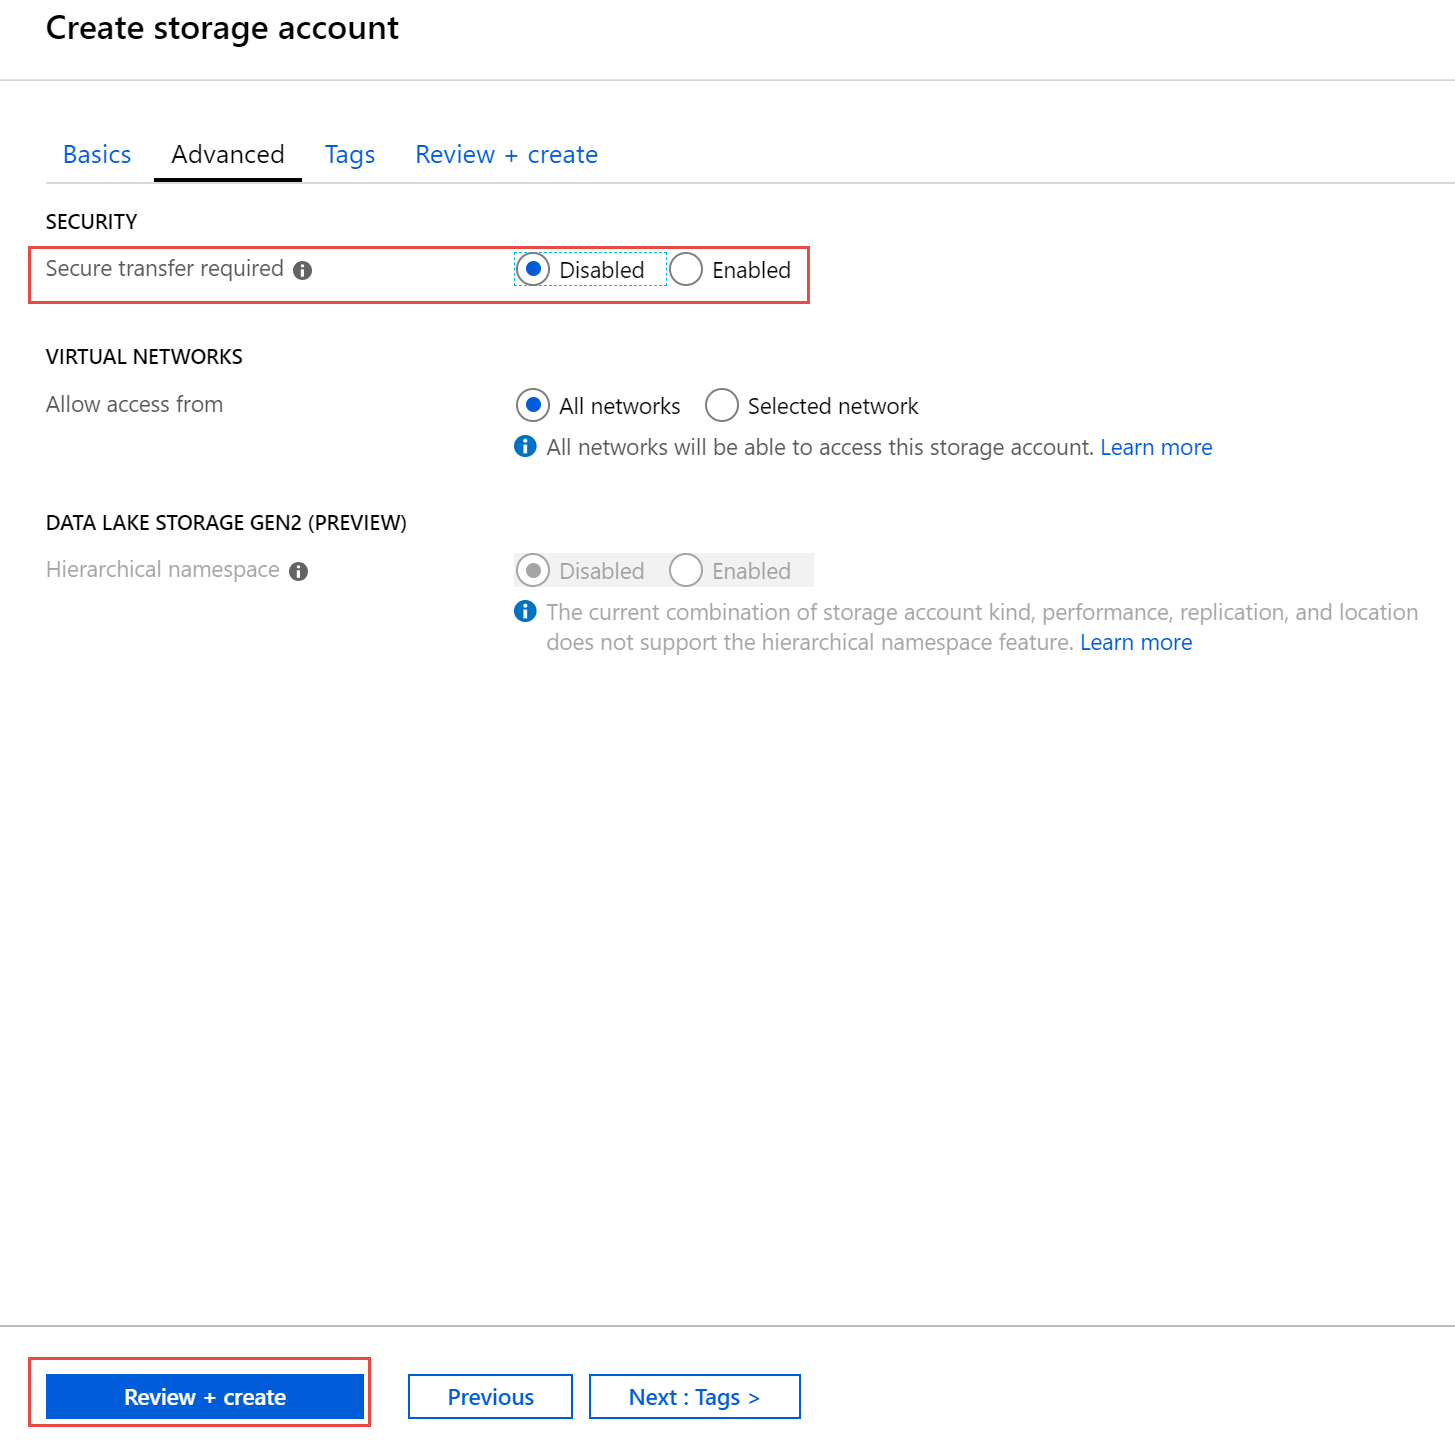 Create storage account
Basics Advanced Tags Review + create
SECURITY
Secure transfer required Disabled Enabled
VIRTUAL NETWORKS
Allow access from All networks Selected network
All networks will be able to access this storage account. Learn more
DATA LAKE STORAGE GEN2 (PREVIEW)
Hierarchical namespace Disabled Enabled
The current combination of storage account kind, performance, replication, and location
does not support the hierarchical namespace feature. Learn more
Review + create Previous Next : Tags >